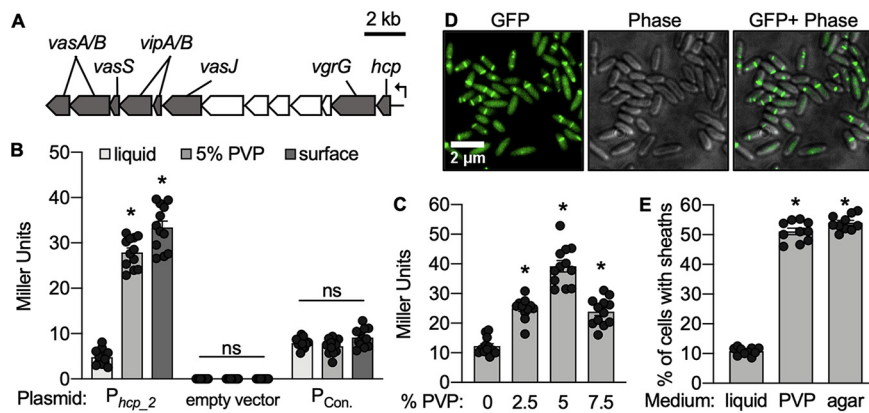 A
2 kb
vasA/B
vipA/B
vasS
vasJ
vgrG
hcp
B
liquid
5% PVP
surface
Miller Units
50
40
30
20
10
0
*
*
ns
ns
Plasmid:
Phcp_2
empty vector
PCon.
C
Miller Units
60
50
40
30
20
10
0
*
*
*
% PVP:
0
2.5
5
7.5
D
GFP
Phase
GFP+ Phase
2 µm
E
% of cells with sheaths
60
50
40
30
20
10
0
*
*
Medium:
liquid
PVP
agar